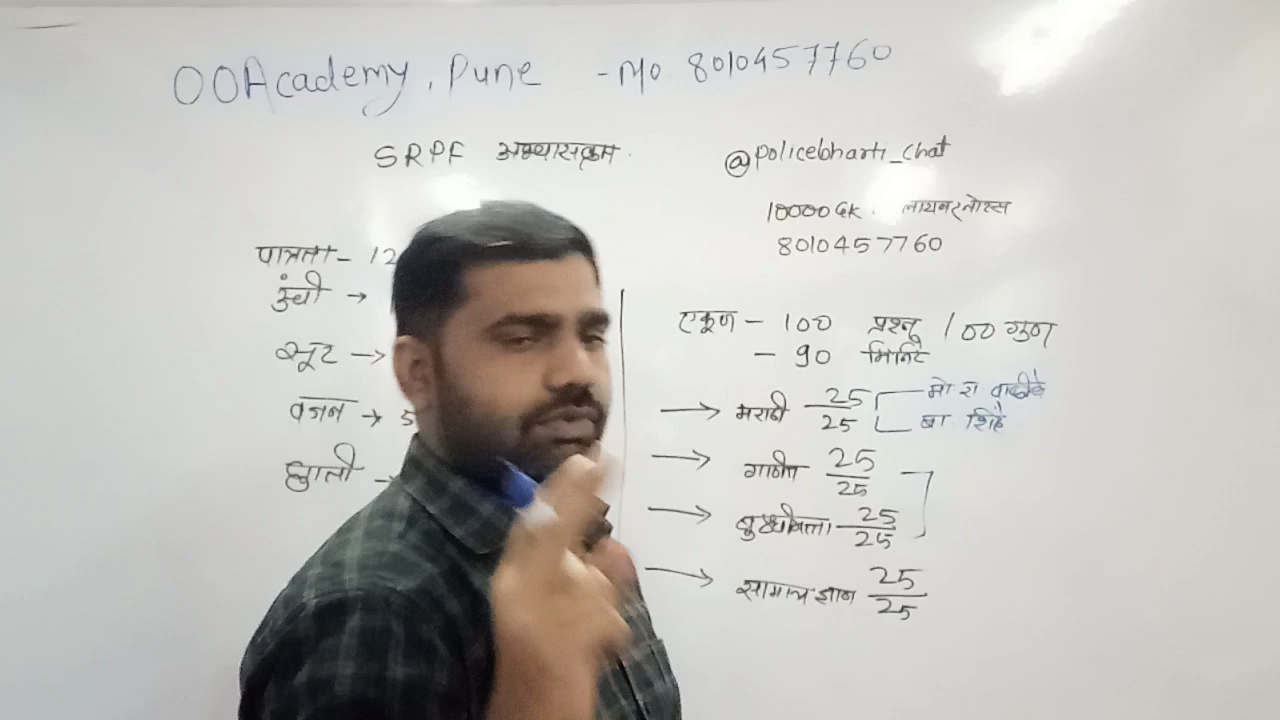 OOAcademy, Pune - Mo 8010457760
SRPF अभ्यासक्रम.
@policebharti_chat
10000 GK.
8010457760
पात्रता - 12
उंची →
सूट →
वजन → 5
छाती -
एकूण - 100 प्रश्न 100 गुण
- 90 मिनिटे
→ मराठी 25/25 मो रा वाळींबे
बा. शिंदे
→ गणित 25/25
→ बुध्दीमत्ता 25/25
→ सामान्य ज्ञान 25/25